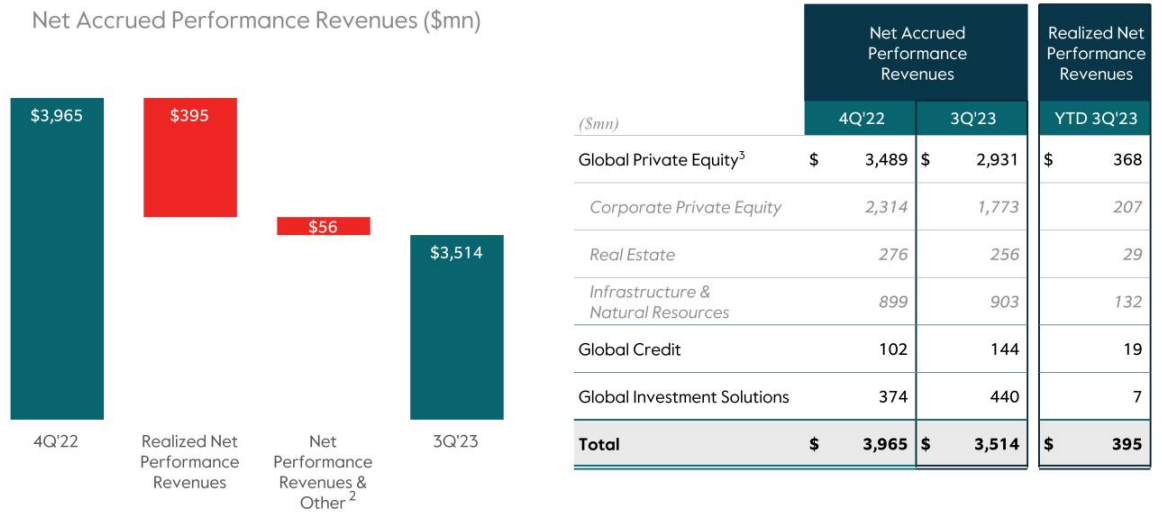 Net Accrued Performance Revenues ($mn)
$3,965
$395
$56
$3,514
4Q'22
Realized Net
Performance
Revenues
Net
Performance
Revenues &
Other 2
3Q'23
Net Accrued
Performance
Revenues
Realized Net
Performance
Revenues
($mn) 4Q'22 3Q'23 YTD 3Q'23
Global Private Equity3 $ 3,489 $ 2,931 $ 368
Corporate Private Equity 2,314 1,773 207
Real Estate 276 256 29
Infrastructure &
Natural Resources 899 903 132
Global Credit 102 144 19
Global Investment Solutions 374 440 7
Total $ 3,965 $ 3,514 $ 395